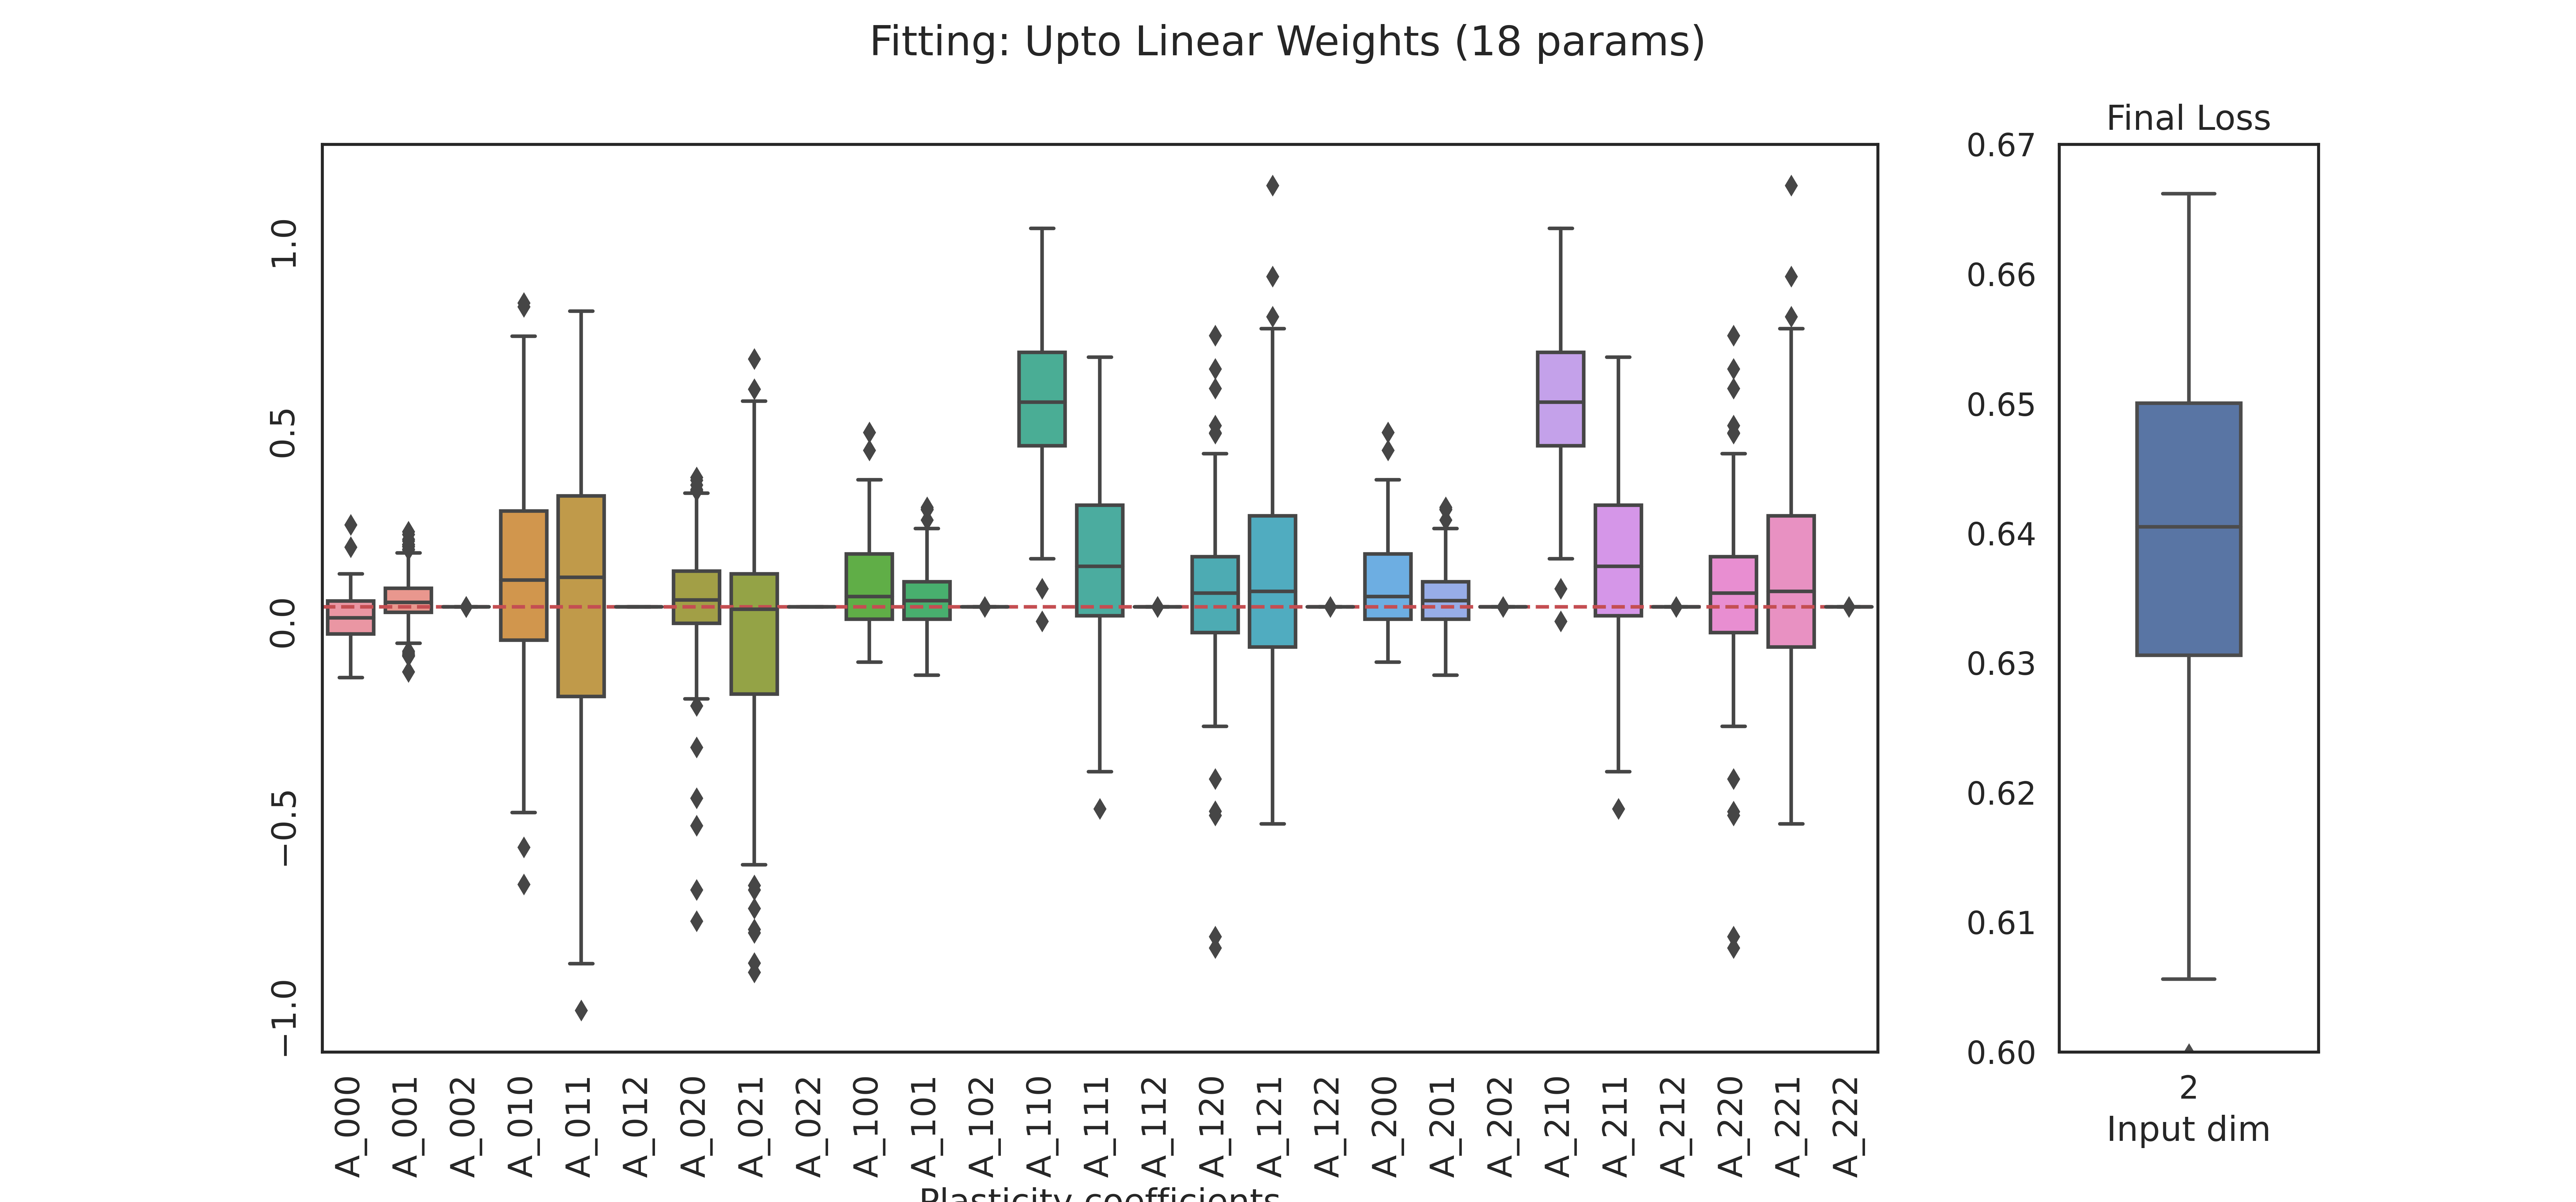 Fitting: Upto Linear Weights (18 params)
Final Loss
1.0
0.5
0.0
−0.5
−1.0
0.67
0.66
0.65
0.64
0.63
0.62
0.61
0.60
A_000
A_001
A_002
A_010
A_011
A_012
A_020
A_021
A_022
A_100
A_101
A_102
A_110
A_111
A_112
A_120
A_121
A_122
A_200
A_201
A_202
A_210
A_211
A_212
A_220
A_221
A_222
2
Plasticity coefficients
Input dim